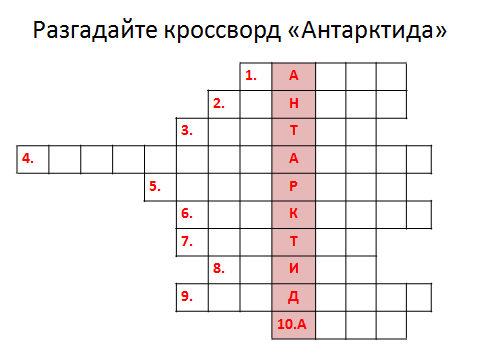 Разгадайте кроссворд «Антарктида»
1. А
2. Н
3. Т
4. А
5. Р
6. К
7. Т
8. И
9. Д
10.А